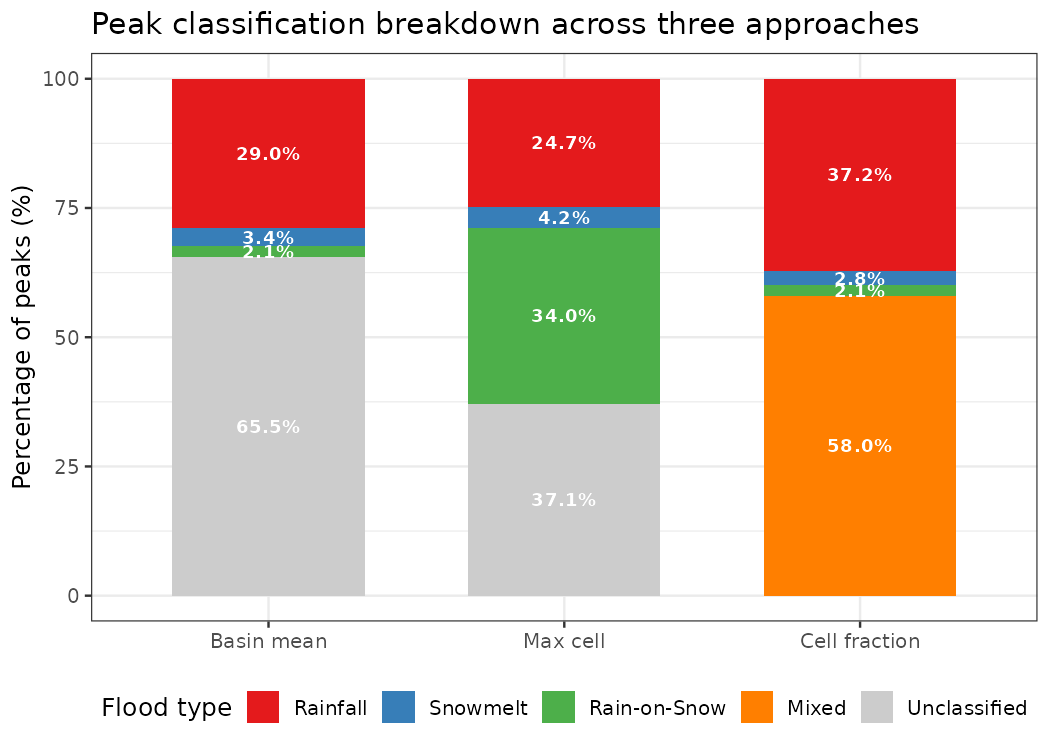 Peak classification breakdown across three approaches
Percentage of peaks (%)
100
75
50
25
0
29.0%
3.4%
2.1%
65.5%
24.7%
4.2%
34.0%
37.1%
37.2%
2.8%
2.1%
58.0%
Basin mean
Max cell
Cell fraction
Flood type
Rainfall
Snowmelt
Rain-on-Snow
Mixed
Unclassified